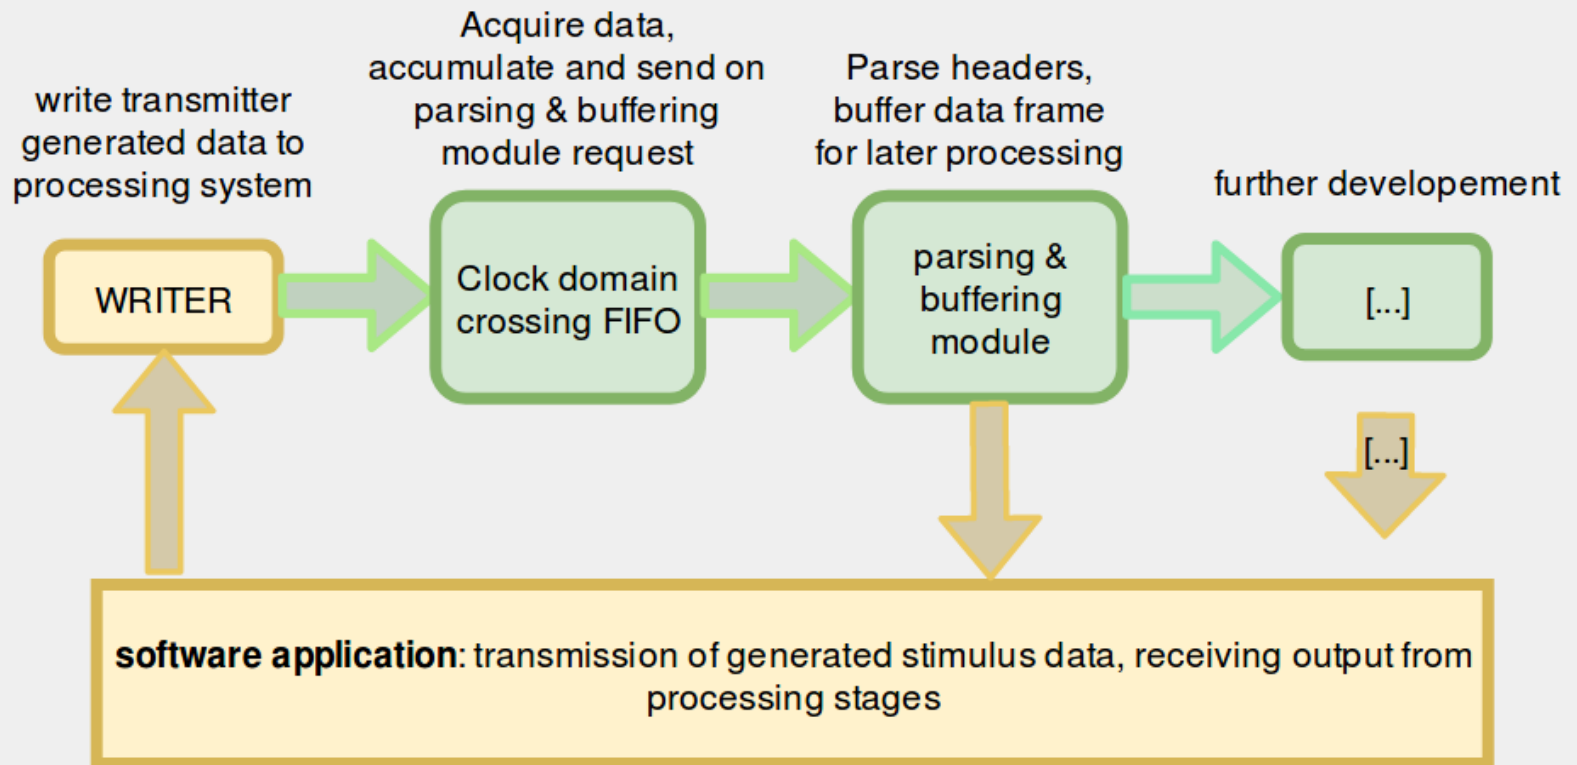 write transmitter
generated data to
processing system
Acquire data,
accumulate and send on
parsing & buffering
module request
Parse headers,
buffer data frame
for later processing
further developement
WRITER
Clock domain
crossing FIFO
parsing &
buffering
module
[...]
[...]
software application: transmission of generated stimulus data, receiving output from
processing stages